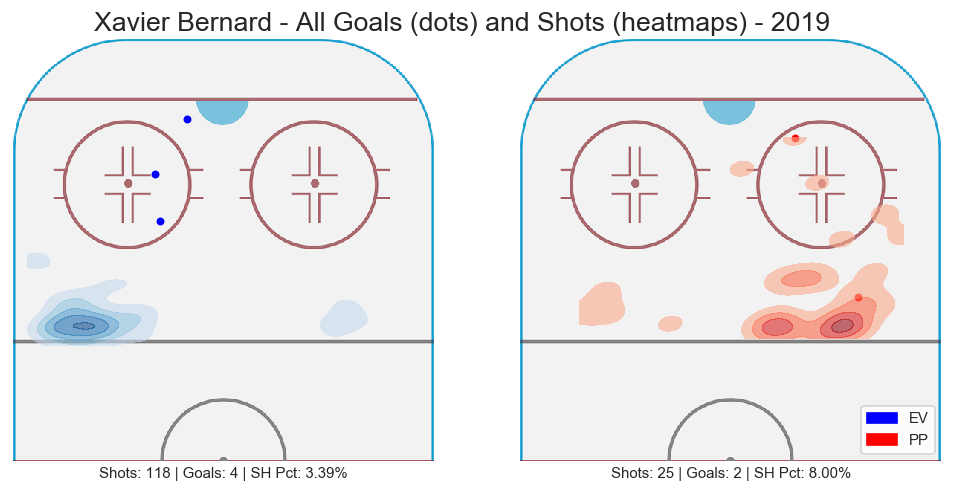 Xavier Bernard - All Goals (dots) and Shots (heatmaps) - 2019
EV
PP
Shots: 118 | Goals: 4 | SH Pct: 3.39%
Shots: 25 | Goals: 2 | SH Pct: 8.00%